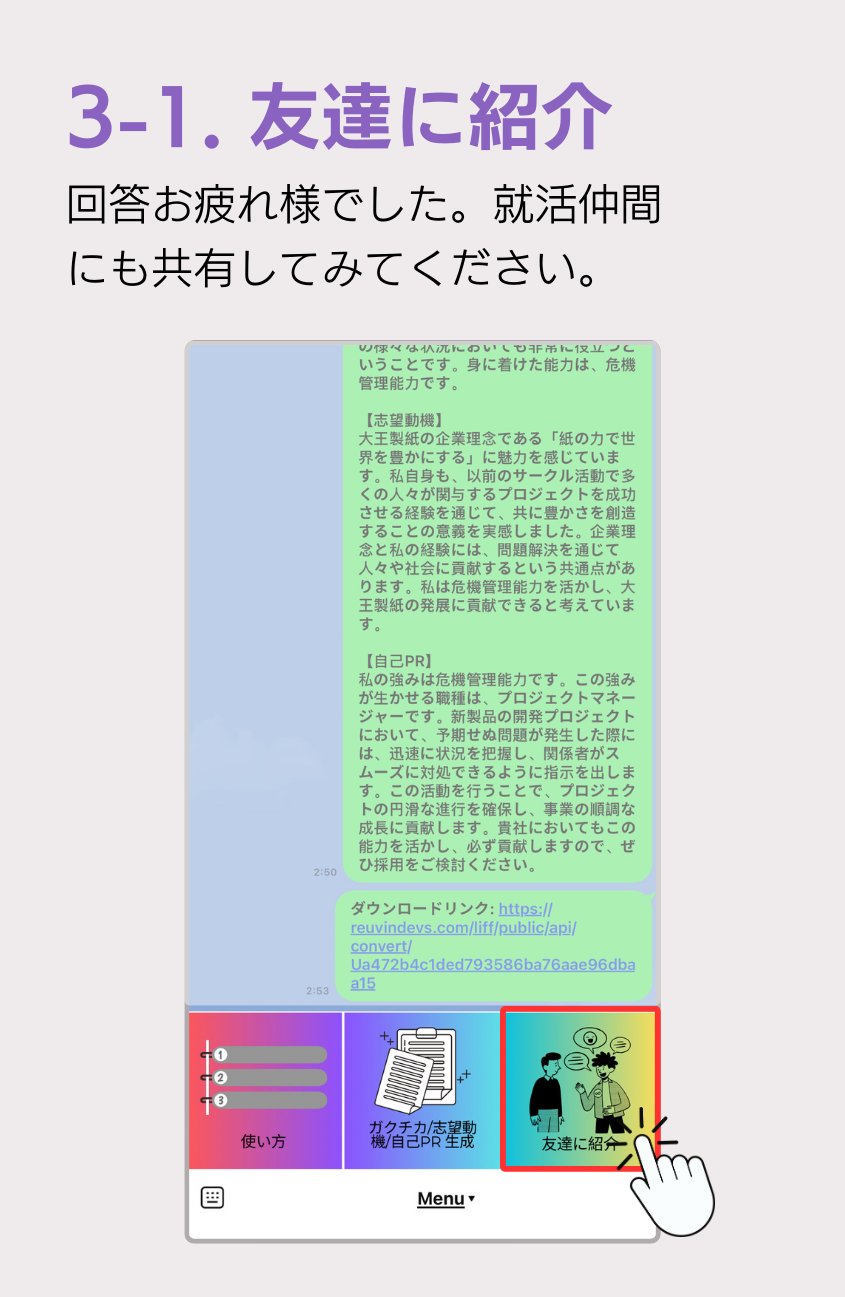 3-1. 友達に紹介
回答お疲れ様でした。就活仲間
にも共有してみてください。
の様々な状況においても非常に役立つと
いうことです。身に着けた能力は、危機
管理能力です。
【志望動機】
大王製紙の企業理念である「紙の力で世
界を豊かにする」に魅力を感じていま
す。私自身も、以前のサークル活動で多
くの人々が関与するプロジェクトを成功
させる経験を通じて、共に豊かさを創造
することの意義を実感しました。企業理
念と私の経験には、問題解決を通じて
人々や社会に貢献するという共通点があ
ります。私は危機管理能力を活かし、大
王製紙の発展に貢献できると考えていま
す。
【自己PR】
私の強みは危機管理能力です。この強み
が生かせる職種は、プロジェクトマネー
ジャーです。新製品の開発プロジェクト
において、予期せぬ問題が発生した際に
は、迅速に状況を把握し、関係者がス
ムーズに対処できるように指示を出しま
す。この活動を行うことで、プロジェク
トの円滑な進行を確保し、事業の順調な
成長に貢献します。貴社においてもこの
能力を活かし、必ず貢献しますので、ぜ
ひ採用をご検討ください。
2:50
ダウンロードリンク: https://
reuvindevs.com/liff/public/api/
convert/
Ua472b4c1ded793586ba76aae96dba
a15
2:53
1
2
3
使い方
ガクチカ/志望動
機/自己PR 生成
友達に紹介
Menu▾